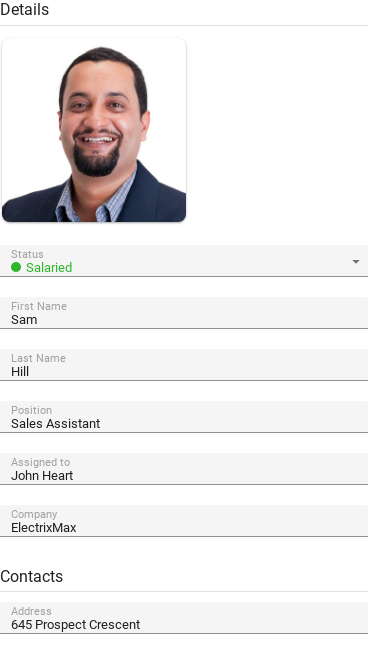 Details
Status
Salaried
First Name
Sam
Last Name
Hill
Position
Sales Assistant
Assigned to
John Heart
Company
ElectrixMax
Contacts
Address
645 Prospect Crescent